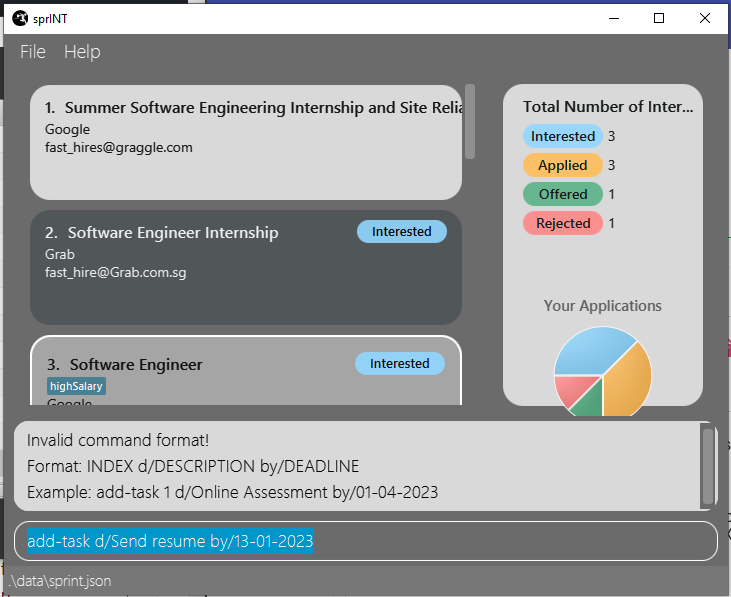 sprINT
File Help
1. Summer Software Engineering Internship and Site Relia
Google
fast_hires@graggle.com
2. Software Engineer Internship
Interested
Grab
fast_hire@Grab.com.sg
3. Software Engineer
Interested
highSalary
Google
Total Number of Inter...
Interested 3
Applied 3
Offered 1
Rejected 1
Your Applications
Invalid command format!
Format: INDEX d/DESCRIPTION by/DEADLINE
Example: add-task 1 d/Online Assessment by/01-04-2023
add-task d/Send resume by/13-01-2023
.\data\sprint.json